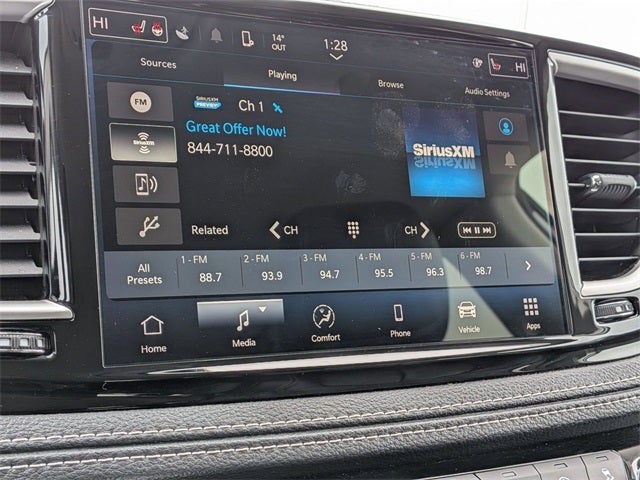 HI
14°
OUT
1:28
HI
Sources
Playing
Browse
Audio Settings
FM
SiriusXM
PREVIEW
Ch 1
Great Offer Now!
844-711-8800
SiriusXM
SiriusXM
Related
CH
CH
All
Presets
1 - FM
88.7
2 - FM
93.9
3 - FM
94.7
4 - FM
95.5
5 - FM
96.3
6 - FM
98.7
Home
Media
Comfort
Phone
Vehicle
Apps